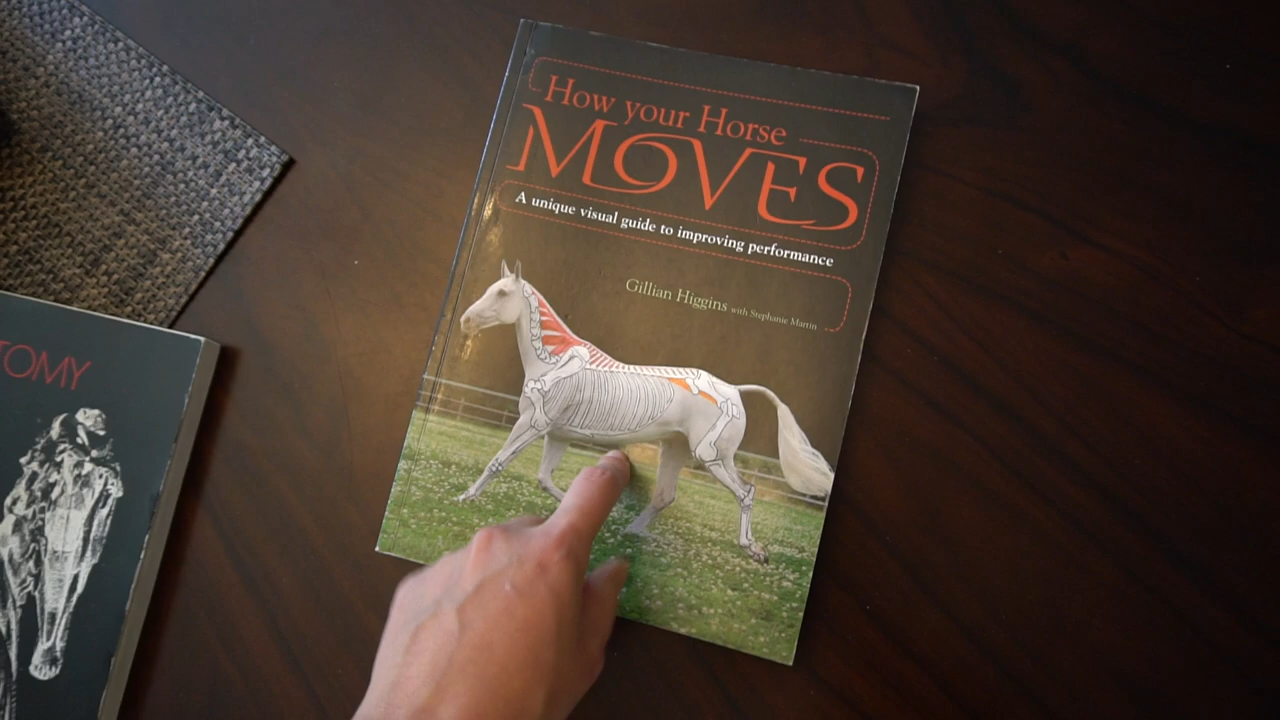 How your Horse
MOVES
A unique visual guide to improving performance
Gillian Higgins with Stephanie Martin
TOMY